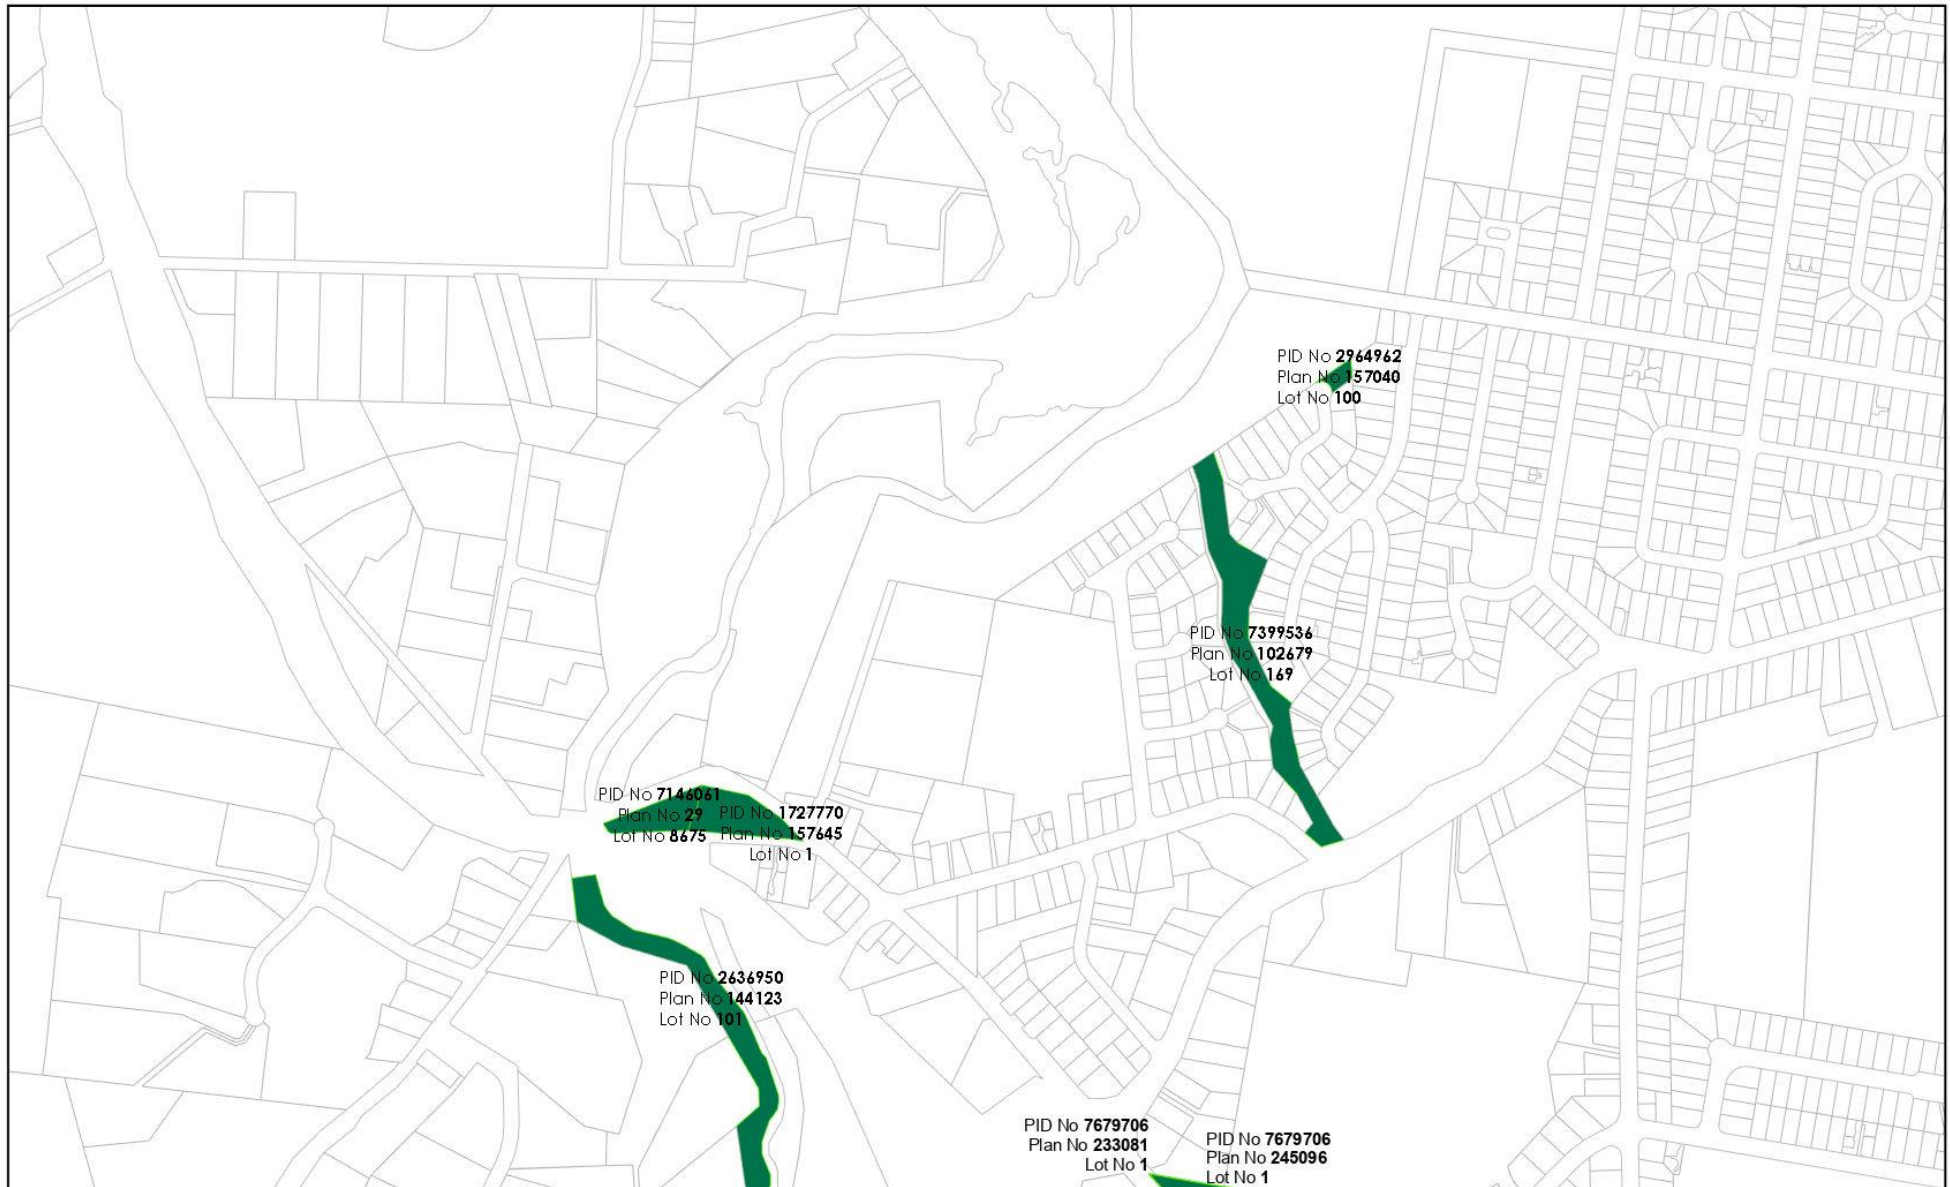 PID No 2964962
Plan No 157040
Lot No 100
PID No 7399536
Plan No 102679
Lot No 169
PID No 7146061
Plan No 29
Lot No 8675
PID No 1727770
Plan No 157645
Lot No 1
PID No 2636950
Plan No 144123
Lot No 101
PID No 7679706
Plan No 233081
Lot No 1
PID No 7679706
Plan No 245096
Lot No 1